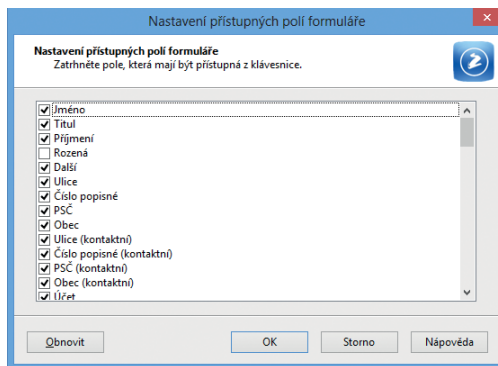 Nastavení přístupných polí formuláře
Nastavení přístupných polí formuláře
Zatrhněte pole, která mají být přístupná z klávesnice.
Jméno
Titul
Příjmení
Rozená
Další
Ulice
Číslo popisné
PSČ
Obec
Ulice (kontaktní)
Číslo popisné (kontaktní)
PSČ (kontaktní)
Obec (kontaktní)
Účet
Obnovit OK Storno Nápověda